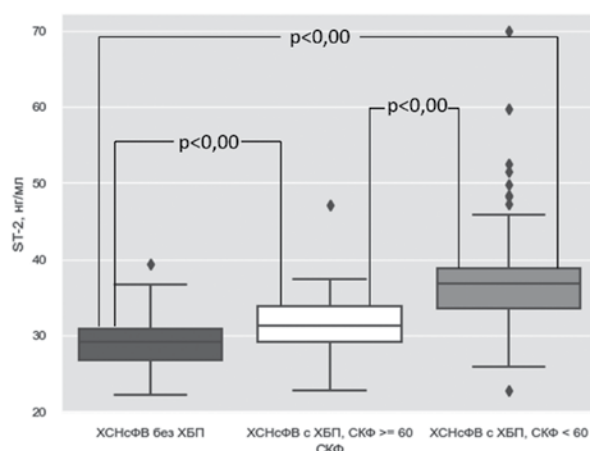 70
p<0,00
60
p<0,00
p<0,00
50
ST-2, нг/мл
40
30
20
ХСНсФВ без ХБП
ХСНсФВ с ХБП, СКФ >= 60
ХСНсФВ с ХБП, СКФ < 60
СКФ